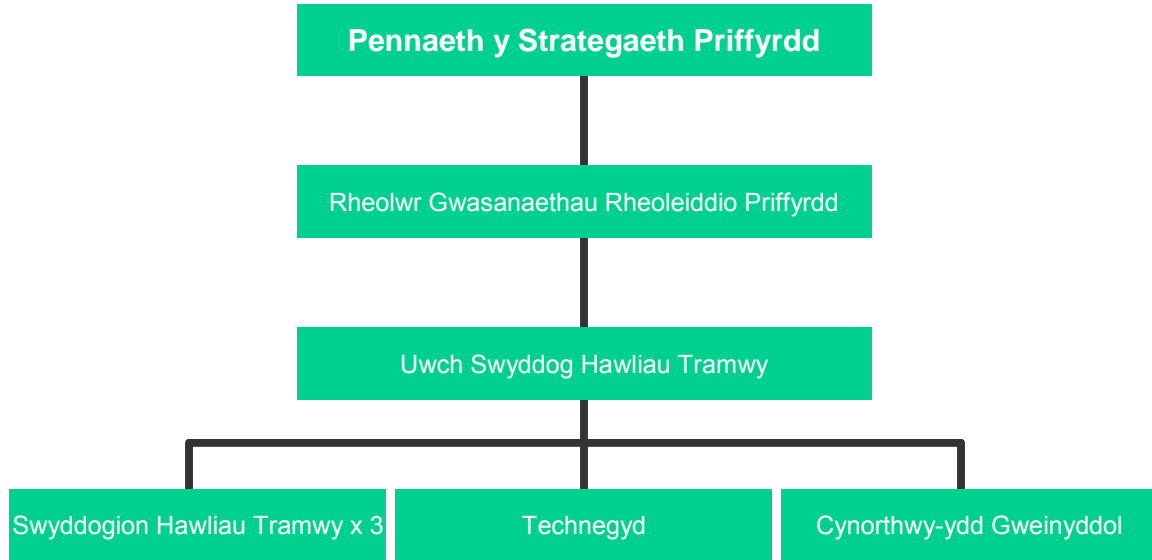 Pennaeth y Strategaeth Priffyrdd
Rheolwr Gwasanaethau Rheoleiddio Priffyrdd
Uwch Swyddog Hawliau Tramwy
Swyddogion Hawliau Tramwy x 3
Technegyd
Cynorthwy-ydd Gweinyddol